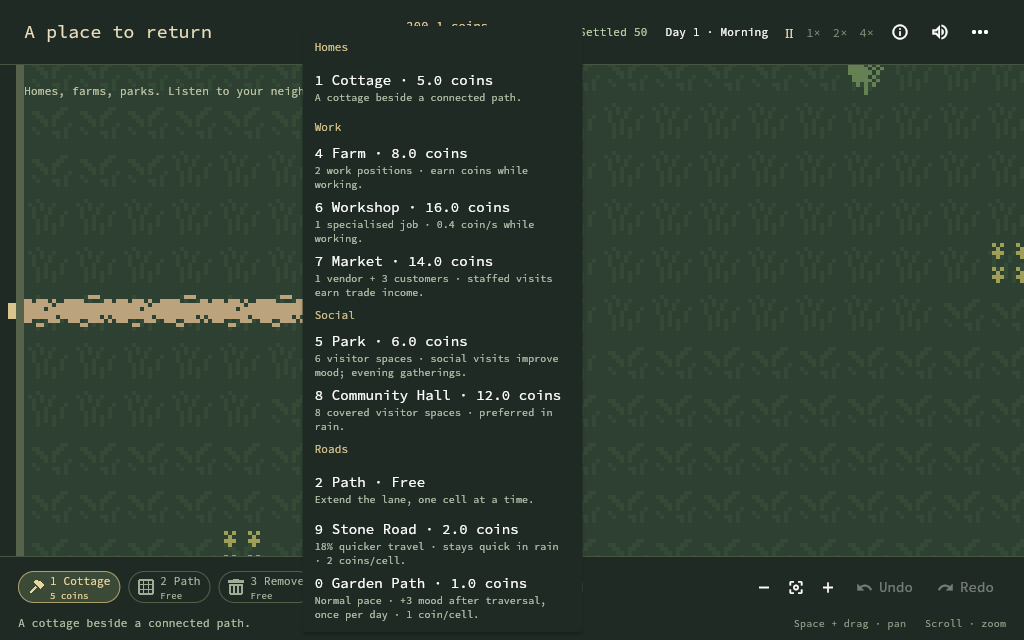 A place to return
200.1 coins
Settled 50
Day 1 · Morning
II 1× 2× 4×
Homes, farms, parks. Listen to your neigh
Homes
1 Cottage · 5.0 coins
A cottage beside a connected path.
Work
4 Farm · 8.0 coins
2 work positions · earn coins while
working.
6 Workshop · 16.0 coins
1 specialised job · 0.4 coin/s while
working.
7 Market · 14.0 coins
1 vendor + 3 customers · staffed visits
earn trade income.
Social
5 Park · 6.0 coins
6 visitor spaces · social visits improve
mood; evening gatherings.
8 Community Hall · 12.0 coins
8 covered visitor spaces · preferred in
rain.
Roads
2 Path · Free
Extend the lane, one cell at a time.
9 Stone Road · 2.0 coins
18% quicker travel · stays quick in rain
· 2 coins/cell.
0 Garden Path · 1.0 coins
Normal pace · +3 mood after traversal,
once per day · 1 coin/cell.
1 Cottage
5 coins
2 Path
Free
3 Remove
Free
Undo
Redo
A cottage beside a connected path.
Space + drag · pan
Scroll · zoom